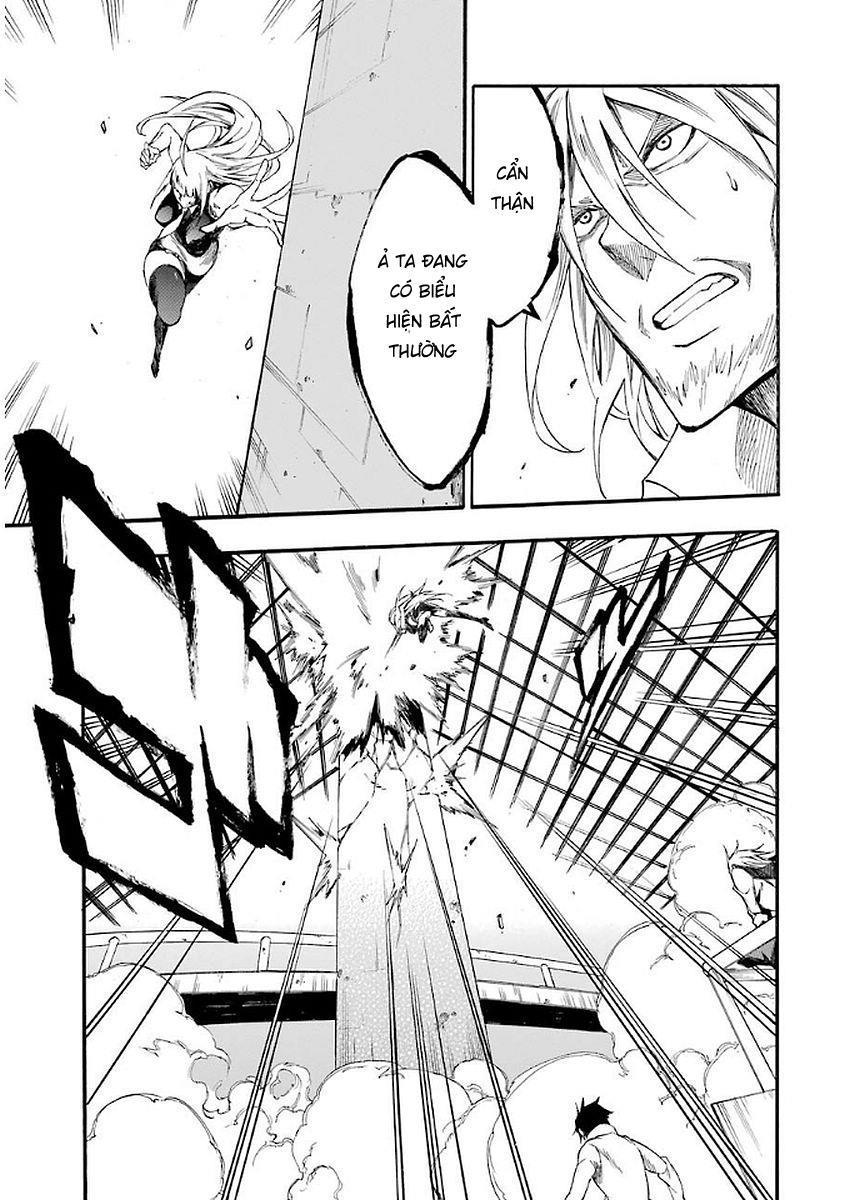 CẨN
THẬN
Ả TA ĐANG
CÓ BIỂU
HIỆN BẤT
THƯỜNG